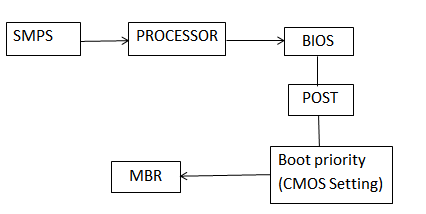 SMPS
PROCESSOR
BIOS
POST
Boot priority
(CMOS Setting)
MBR